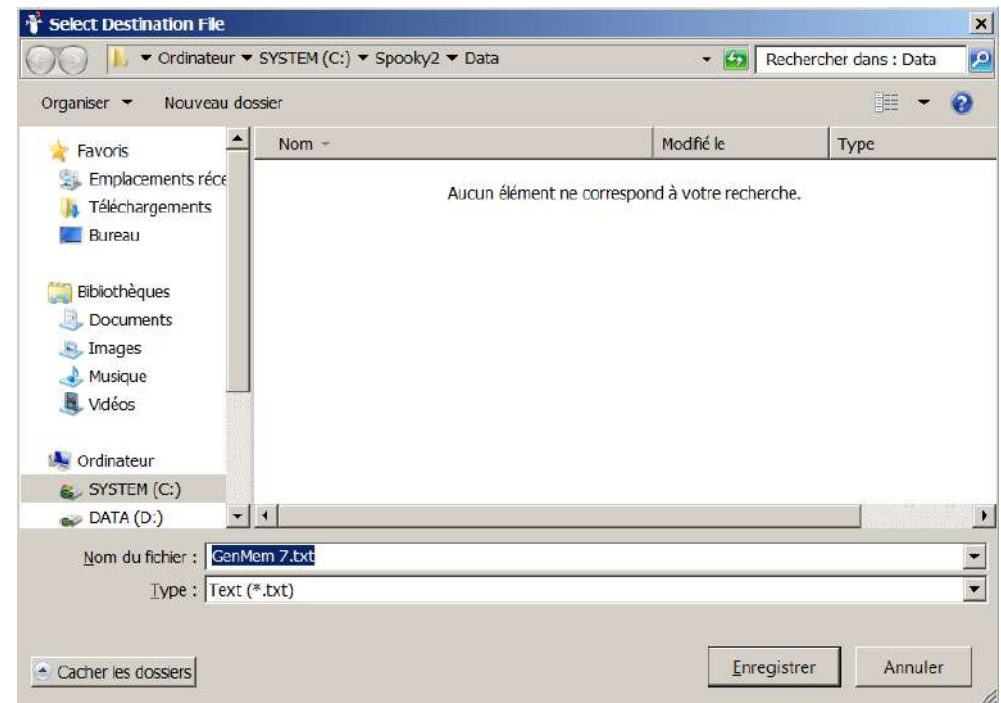 Select Destination File
Ordinateur SYSTEM (C:) Spooky2 Data
Rechercher dans : Data
Organiser Nouveau dossier
Nom Modifié le Type
Aucun élément ne correspond à votre recherche.
Favoris
Emplacements réce
Téléchargements
Bureau
Bibliothèques
Documents
Images
Musique
Vidéos
Ordinateur
SYSTEM (C:)
DATA (D:)
Nom du fichier : GenMem 7.txt
Type : Text (*.txt)
Cacher les dossiers Enregistrer Annuler